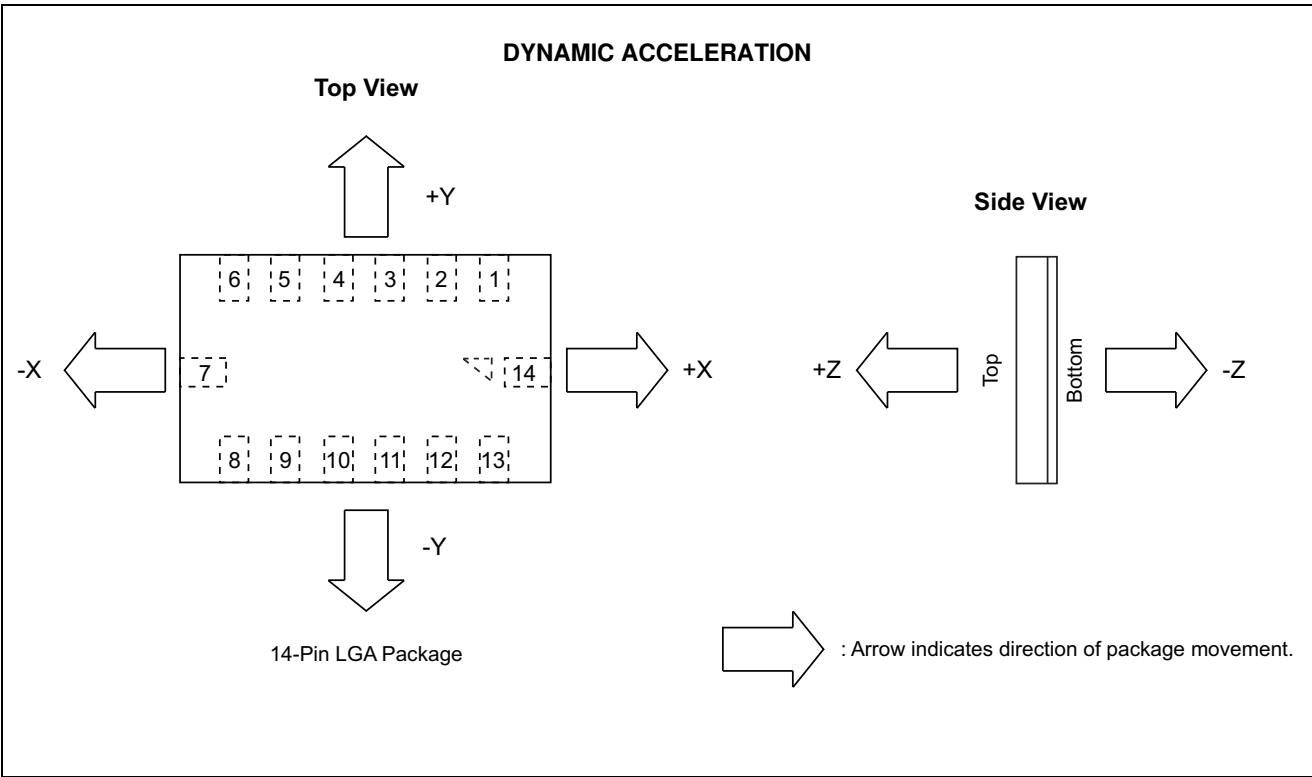 DYNAMIC ACCELERATION
Top View
+Y
6 5 4 3 2 1
-X
7
14
+X
8 9 10 11 12 13
-Y
14-Pin LGA Package
Side View
+Z
Top
Bottom
-Z
: Arrow indicates direction of package movement.